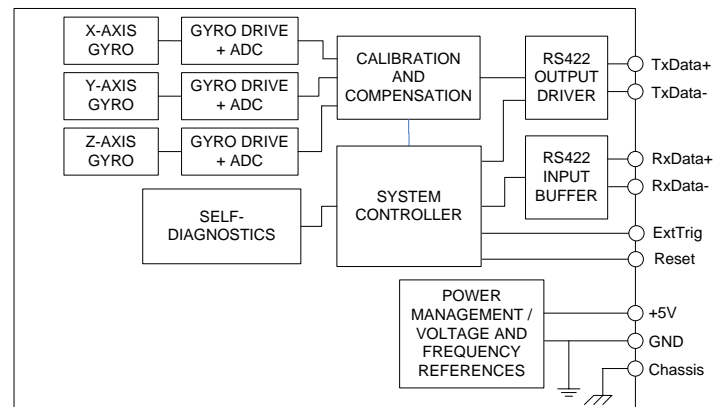 X-AXIS
GYRO
GYRO DRIVE
+ ADC
Y-AXIS
GYRO
GYRO DRIVE
+ ADC
Z-AXIS
GYRO
GYRO DRIVE
+ ADC
CALIBRATION
AND
COMPENSATION
RS422
OUTPUT
DRIVER
TxData+
TxData-
SELF-
DIAGNOSTICS
SYSTEM
CONTROLLER
RS422
INPUT
BUFFER
RxData+
RxData-
ExtTrig
Reset
POWER
MANAGEMENT /
VOLTAGE AND
FREQUENCY
REFERENCES
+5V
GND
Chassis